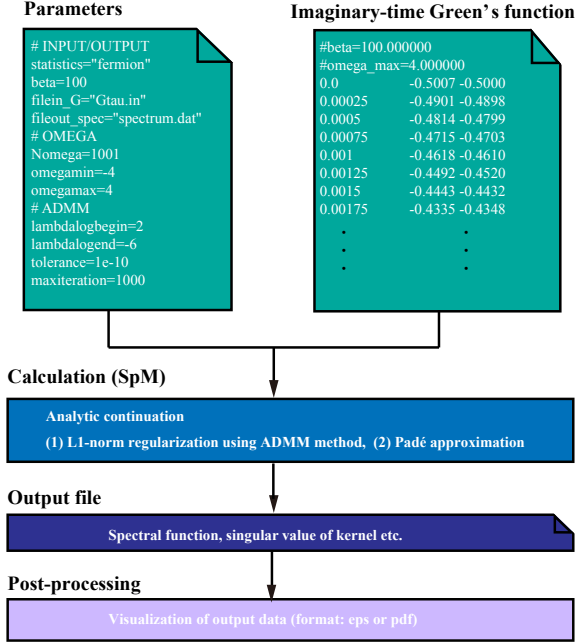 Parameters
# INPUT/OUTPUT
statistics="fermion"
beta=100
filein_G="Gtau.in"
fileout_spec="spectrum.dat"
# OMEGA
Nomega=1001
omegamin=-4
omegamax=4
# ADMM
lambdalogbegin=2
lambdalogend=-6
tolerance=1e-10
maxiteration=1000
Imaginary-time Green's function
#beta=100.000000
#omega_max=4.000000
0.0 -0.5007 -0.5000
0.00025 -0.4901 -0.4898
0.0005 -0.4814 -0.4799
0.00075 -0.4715 -0.4703
0.001 -0.4618 -0.4610
0.00125 -0.4492 -0.4520
0.0015 -0.4443 -0.4432
0.00175 -0.4335 -0.4348
Calculation (SpM)
Analytic continuation
(1) L1-norm regularization using ADMM method, (2) Padé approximation
Output file
Spectral function, singular value of kernel etc.
Post-processing
Visualization of output data (format: eps or pdf)